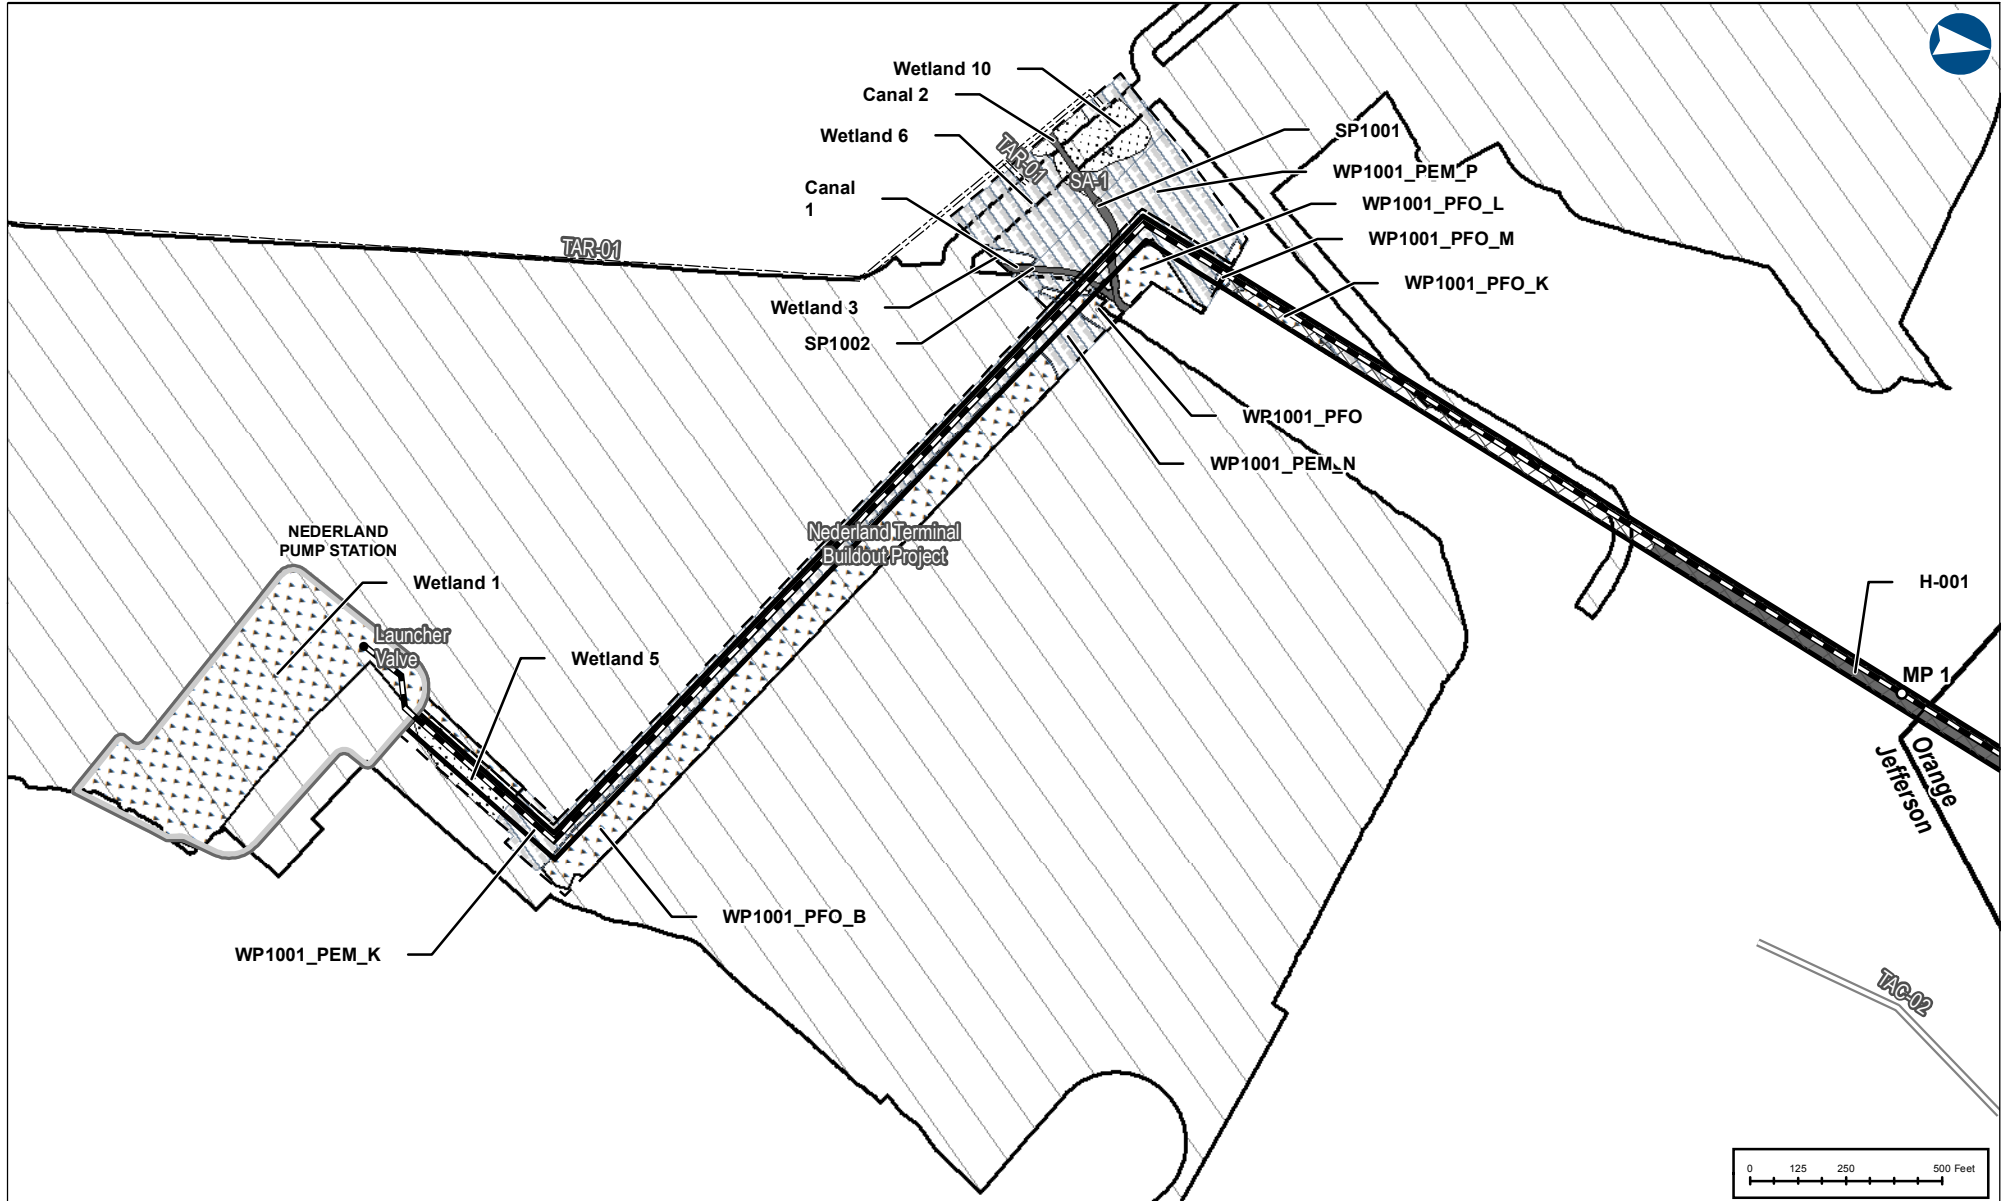 Wetland 10
Canal 2
Wetland 6
SP1001
TAR-01
SA-1
WP1001_PEM_P
Canal
1
WP1001_PFO_L
WP1001_PFO_M
TAR-01
WP1001_PFO_K
Wetland 3
SP1002
WP1001_PFO
WP1001_PEM_N
NEDERLAND
PUMP STATION
Nederland Terminal
Buildout Project
Wetland 1
H-001
Launcher
Valve
Wetland 5
MP 1
Orange
Jefferson
WP1001_PFO_B
WP1001_PEM_K
TAC-02
0 125 250 500 Feet